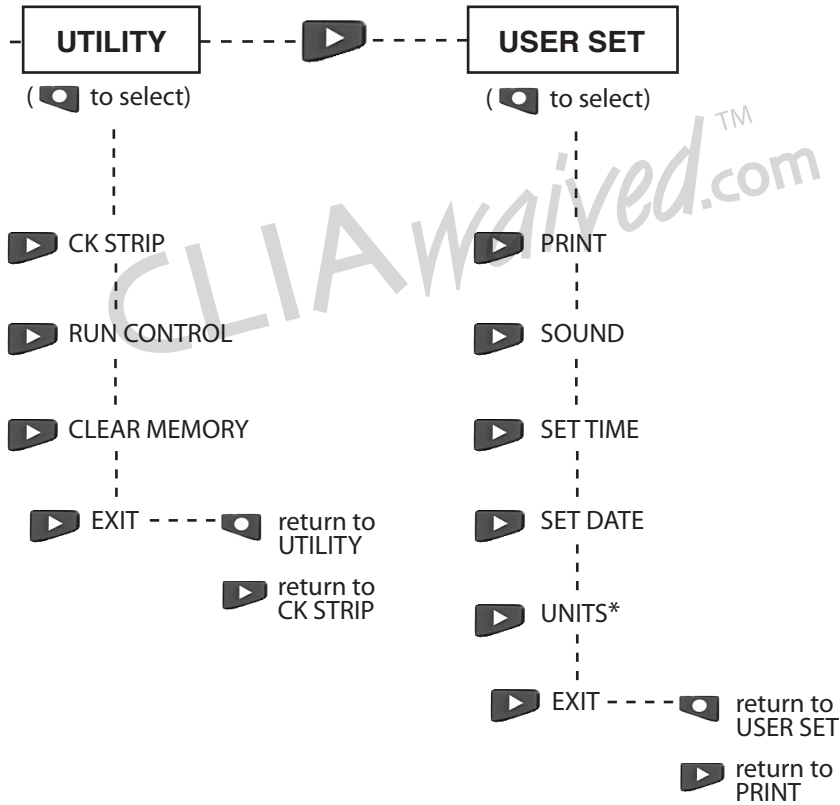 UTILITY
USER SET
( to select)
( to select)
CLIAwaived.com TM
CK STRIP
PRINT
RUN CONTROL
SOUND
CLEAR MEMORY
SET TIME
EXIT
return to
UTILITY
SET DATE
return to
CK STRIP
UNITS*
EXIT
return to
USER SET
return to
PRINT